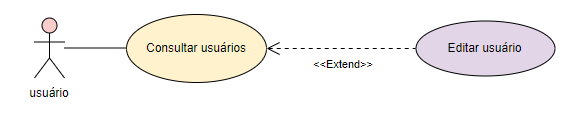 Consultar usuários
Editar usuário
<<Extend>>
usuário